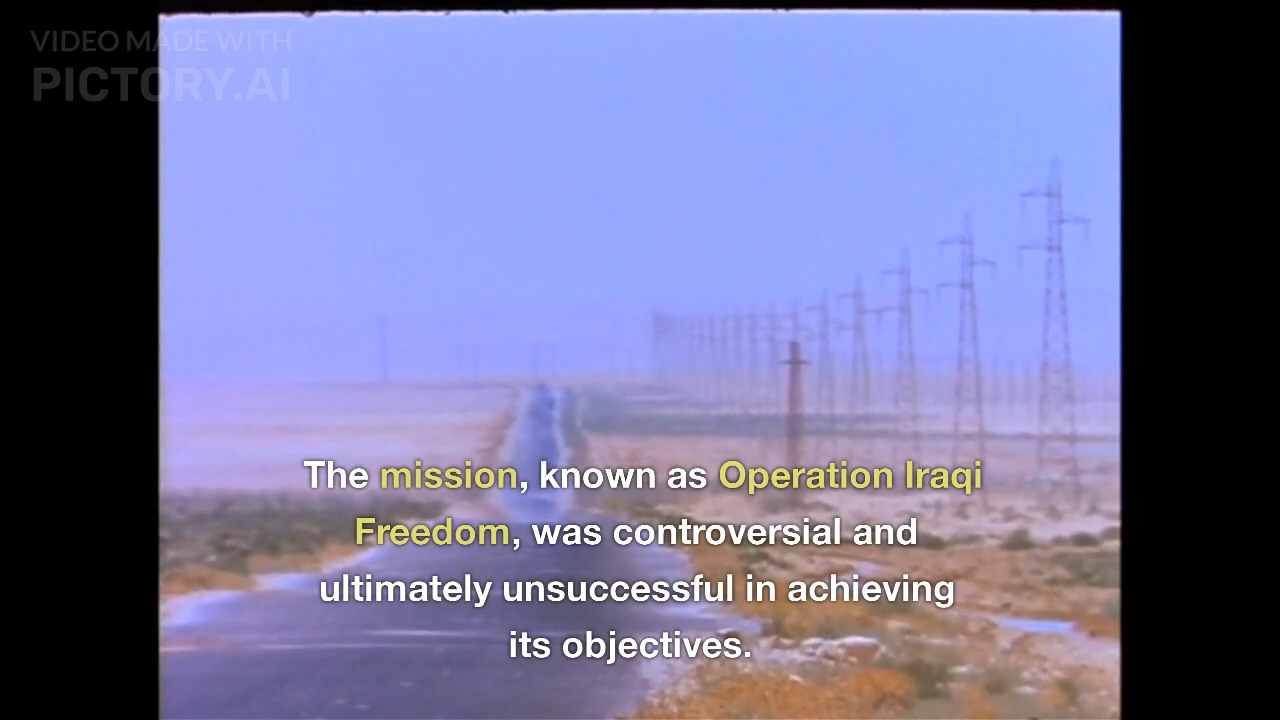 VIDEO MADE WITH
PICTORY.AI
The mission, known as Operation Iraqi
Freedom, was controversial and
ultimately unsuccessful in achieving
its objectives.